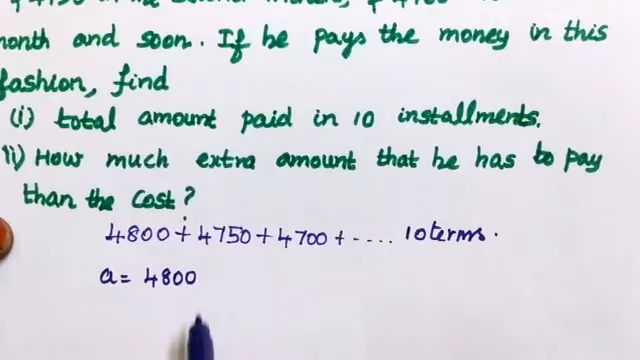 month and soon. If he pays the money in this
fashion, find
(i) total amount paid in 10 installments.
ii) How much extra amount that he has to pay
than the cost?
4800 + 4750 + 4700 + .... 10 terms.
a = 4800